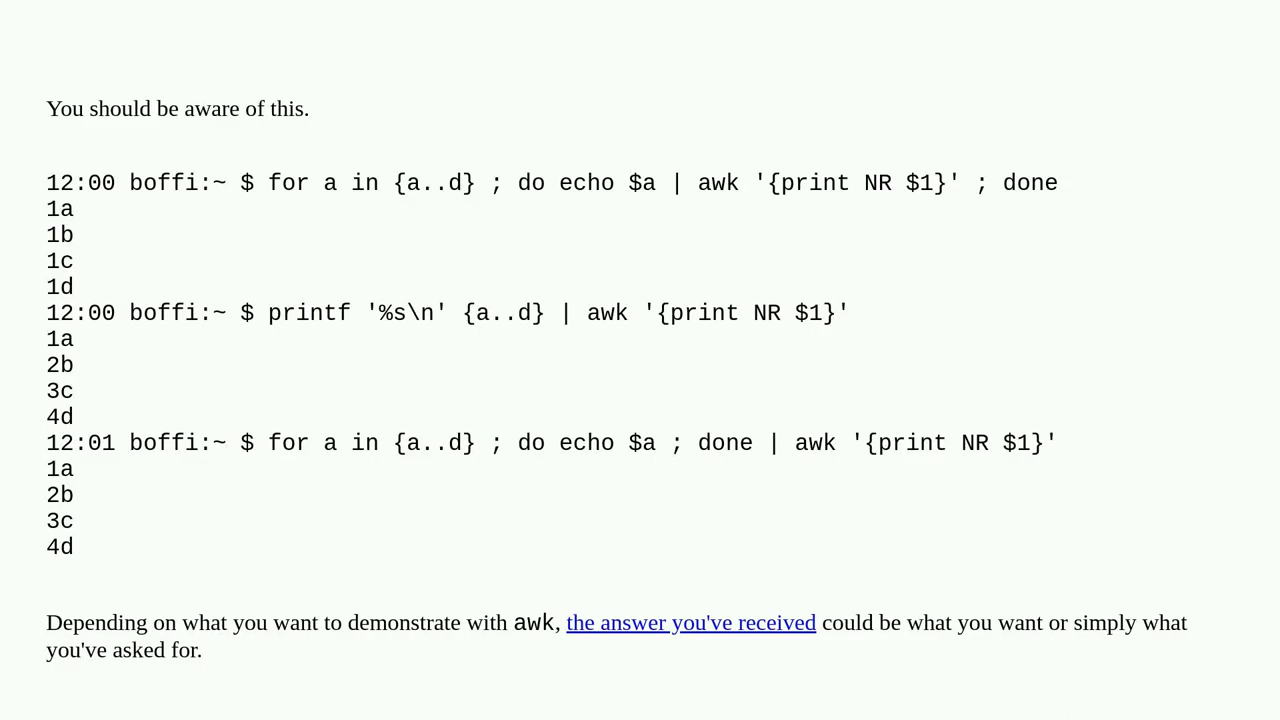 You should be aware of this.
12:00 boffi:~ $ for a in {a..d} ; do echo $a | awk '{print NR $1}' ; done
1a
1b
1c
1d
12:00 boffi:~ $ printf '%s\n' {a..d} | awk '{print NR $1}'
1a
2b
3c
4d
12:01 boffi:~ $ for a in {a..d} ; do echo $a ; done | awk '{print NR $1}'
1a
2b
3c
4d
Depending on what you want to demonstrate with awk, the answer you've received could be what you want or simply what
you've asked for.